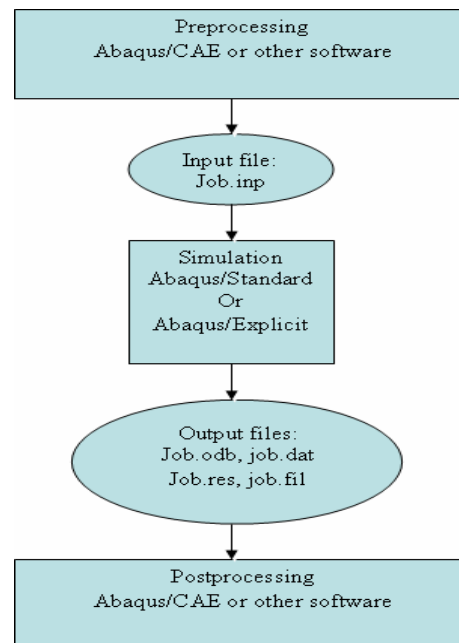 Preprocessing
Abaqus/CAE or other software
Input file:
Job.inp
Simulation
Abaqus/Standard
Or
Abaqus/Explicit
Output files:
Job.odb, job.dat
Job.res, job.fil
Postprocessing
Abaqus/CAE or other software